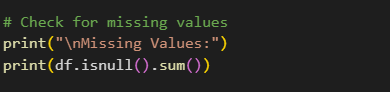 # Check for missing values
print("\nMissing Values:")
print(df.isnull().sum())